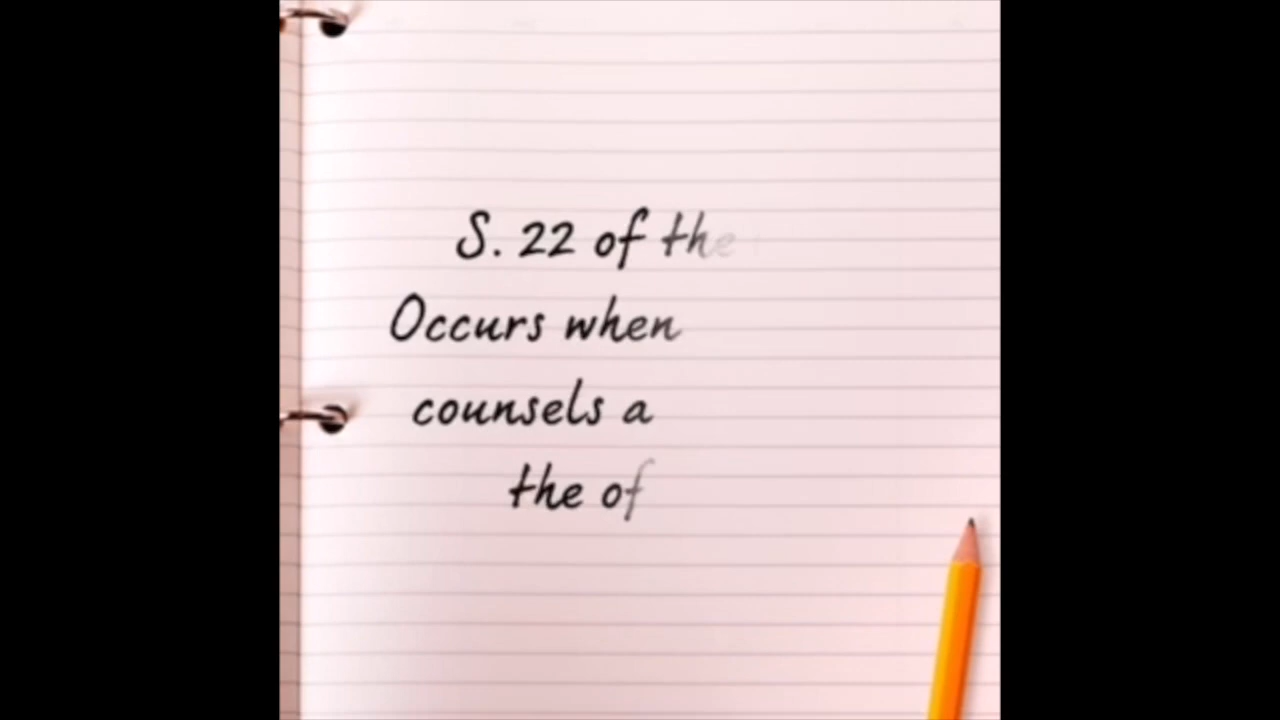 S. 22 of the
Occurs when
counsels a
the of